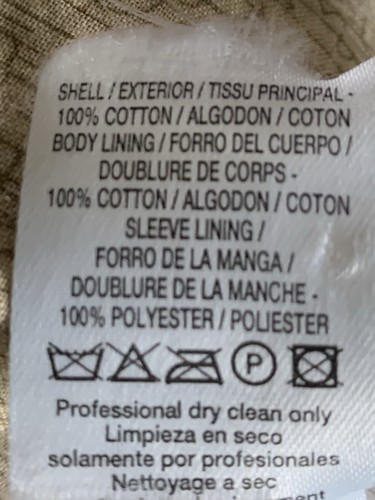 SHELL / EXTERIOR / TISSU PRINCIPAL -
100% COTTON / ALGODON / COTON
BODY LINING / FORRO DEL CUERPO /
DOUBLURE DE CORPS -
100% COTTON / ALGODON / COTON
SLEEVE LINING /
FORRO DE LA MANGA /
DOUBLURE DE LA MANCHE -
100% POLYESTER / POLIESTER
P
Professional dry clean only
Limpieza en seco
solamente por profesionales
Nettoyage a sec